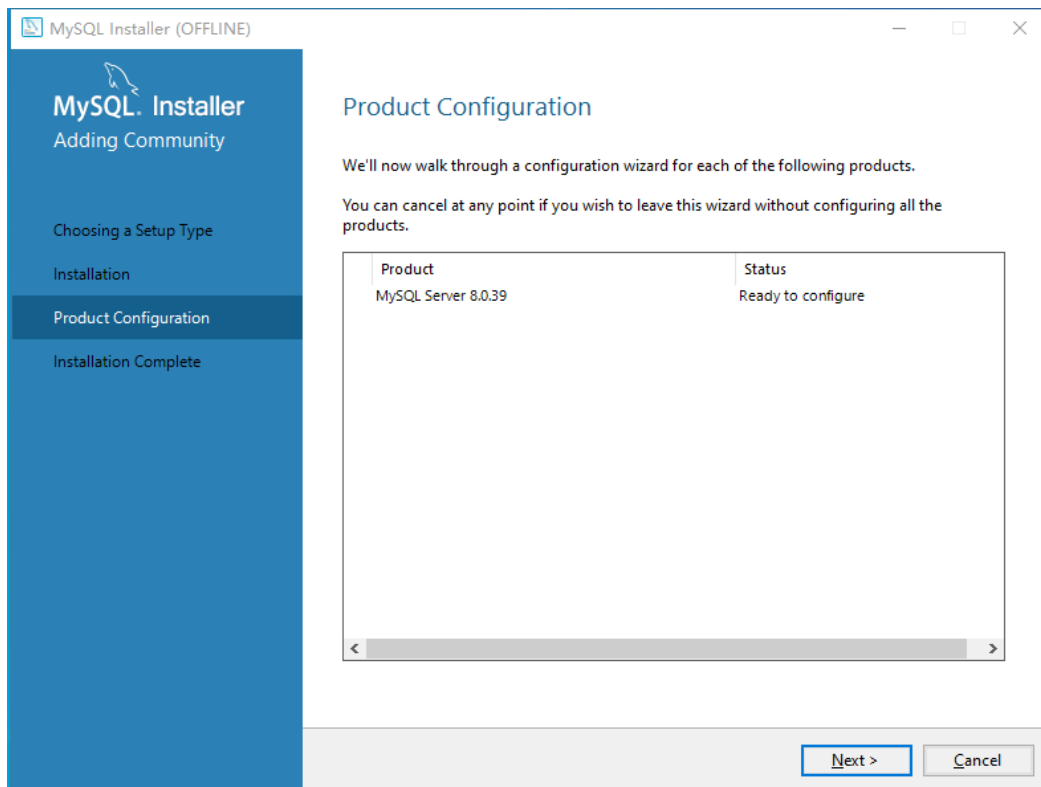 MySQL Installer (OFFLINE)
MySQL. Installer
Adding Community
Choosing a Setup Type
Installation
Product Configuration
Installation Complete
Product Configuration
We'll now walk through a configuration wizard for each of the following products.
You can cancel at any point if you wish to leave this wizard without configuring all the
products.
Product Status
MySQL Server 8.0.39 Ready to configure
Next > Cancel